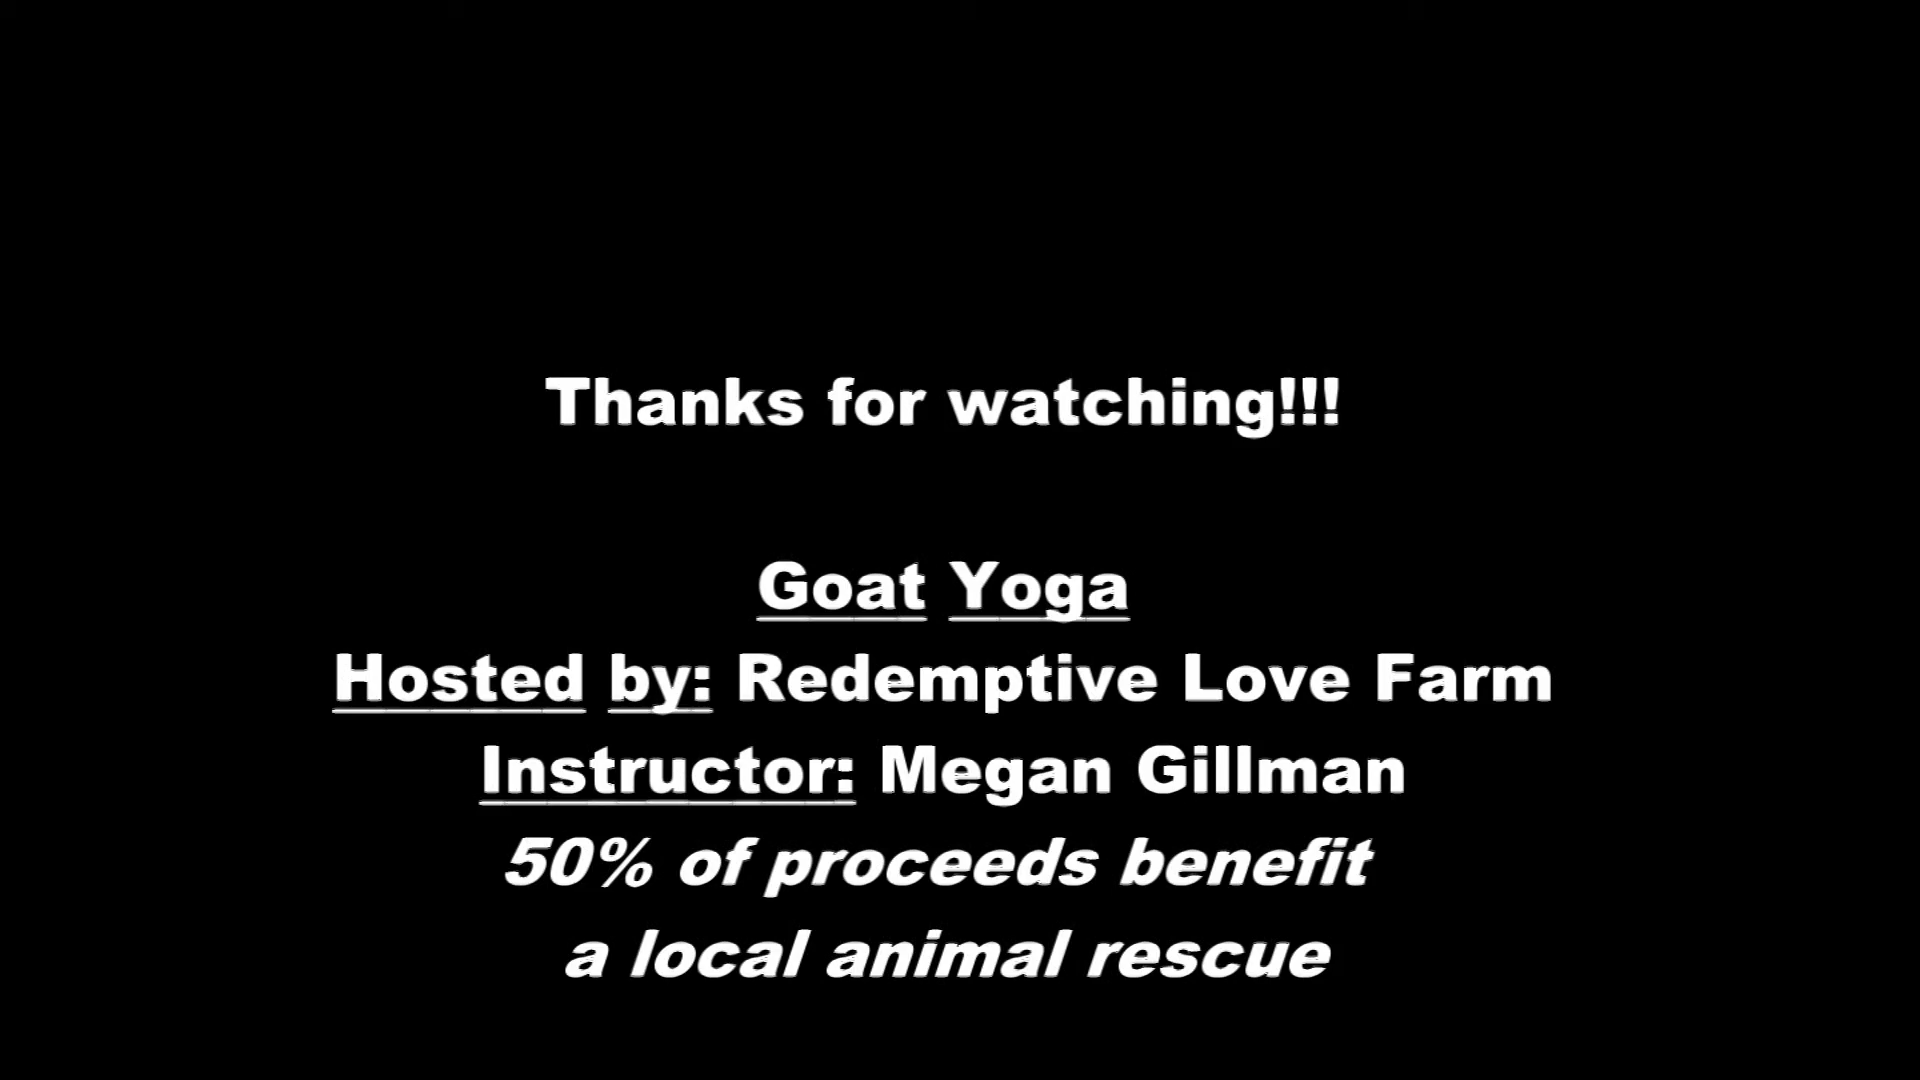 Thanks for watching!!!
Goat Yoga
Hosted by: Redemptive Love Farm
Instructor: Megan Gillman
50% of proceeds benefit
a local animal rescue